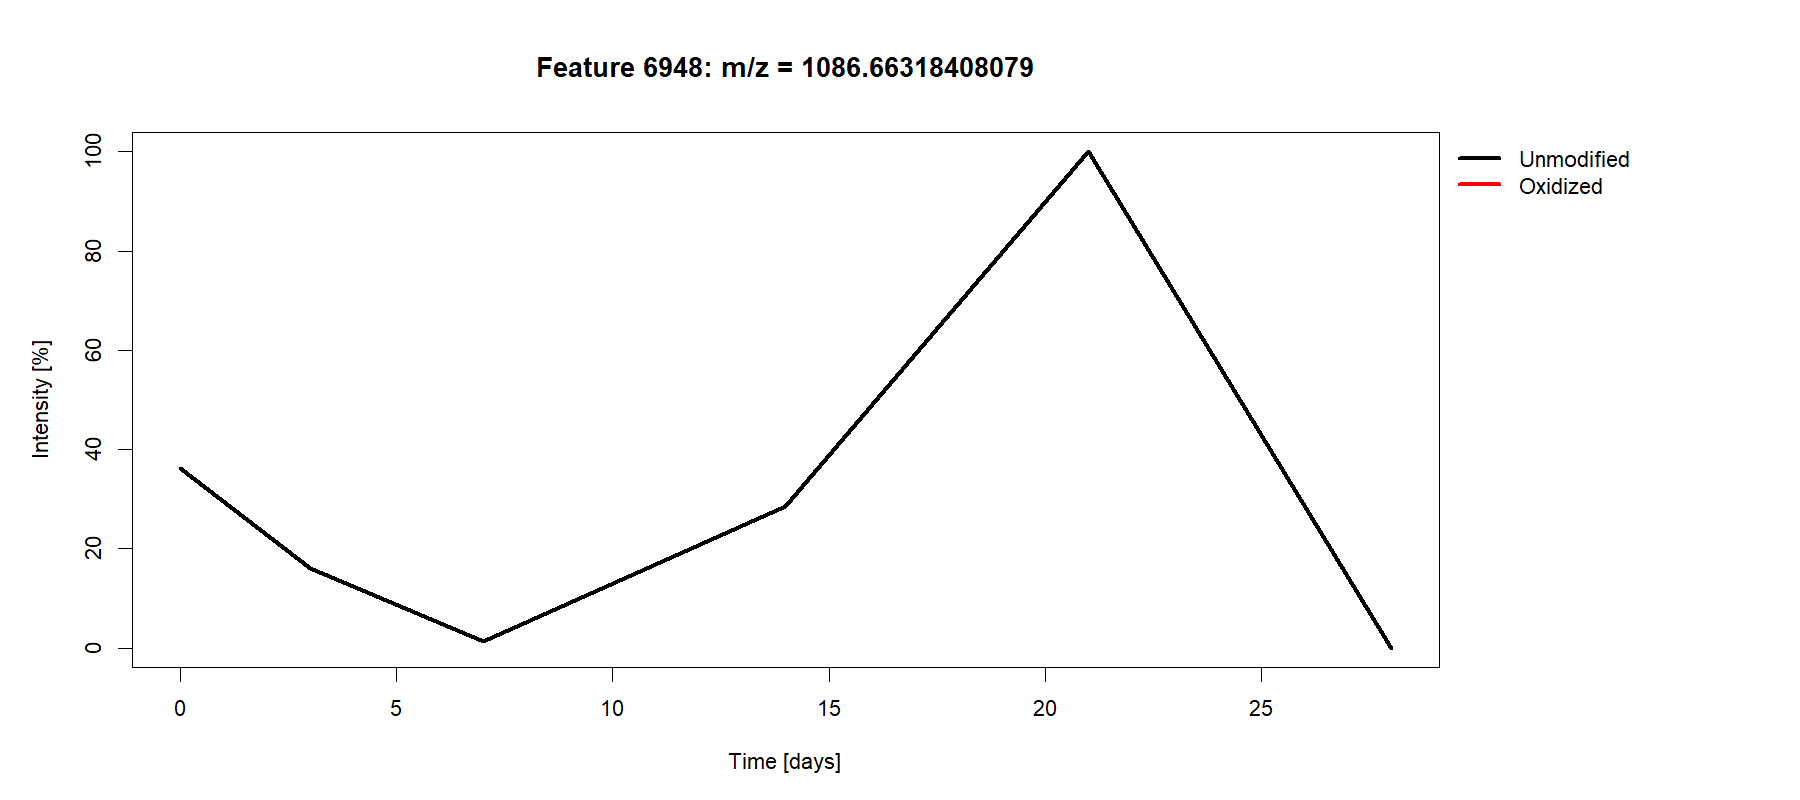 Feature 6948: m/z = 1086.66318408079
Unmodified
Oxidized
Intensity [%]
100
80
60
40
20
0
0 5 10 15 20 25
Time [days]